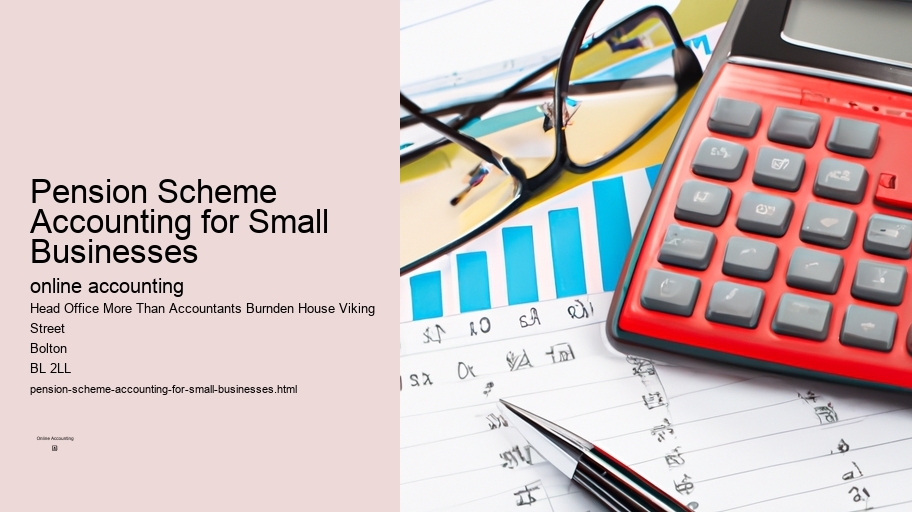 Pension Scheme
Accounting for Small
Businesses
online accounting
Head Office More Than Accountants Burnden House Viking
Street
Bolton
BL 2LL
pension-scheme-accounting-for-small-businesses.html
Online Accounting